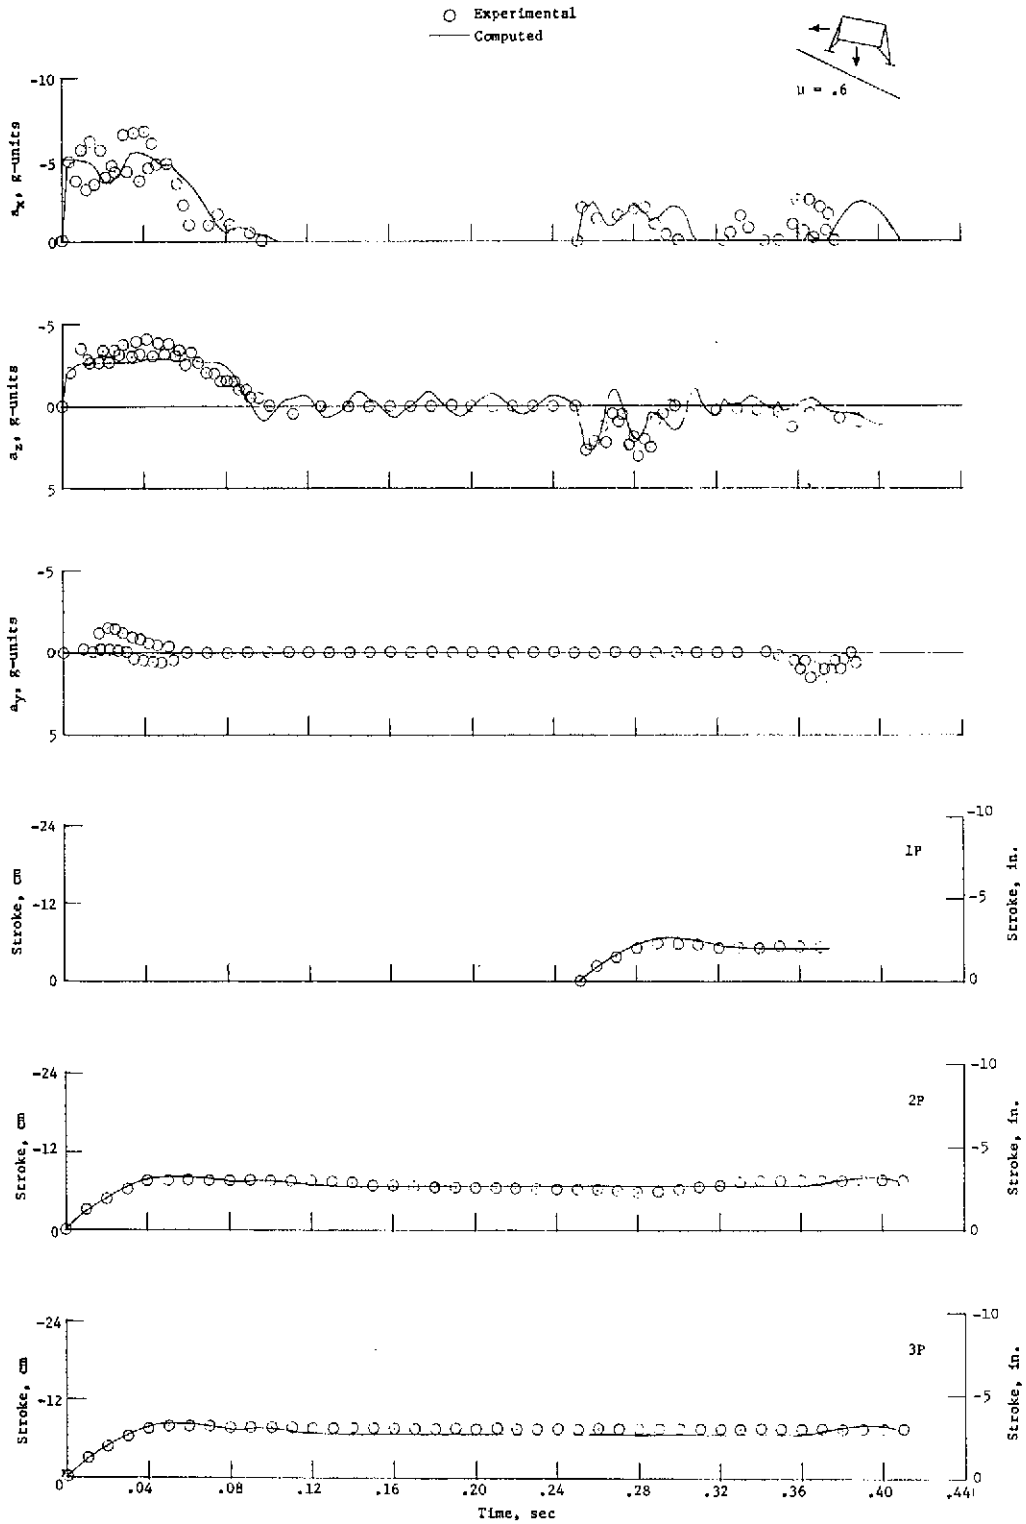 Experimental
Computed
μ = .6
-10
-5
0
aₓ, g-units
-5
0
5
a_z, g-units
-5
0
5
a_y, g-units
-24
-12
0
Stroke, cm
1P
-10
-5
0
Stroke, in.
-24
-12
0
Stroke, cm
2P
-10
-5
0
Stroke, in.
-24
-12
0
Stroke, cm
3P
-10
-5
0
Stroke, in.
.04 .08 .12 .16 .20 .24 .28 .32 .36 .40 .44
Time, sec